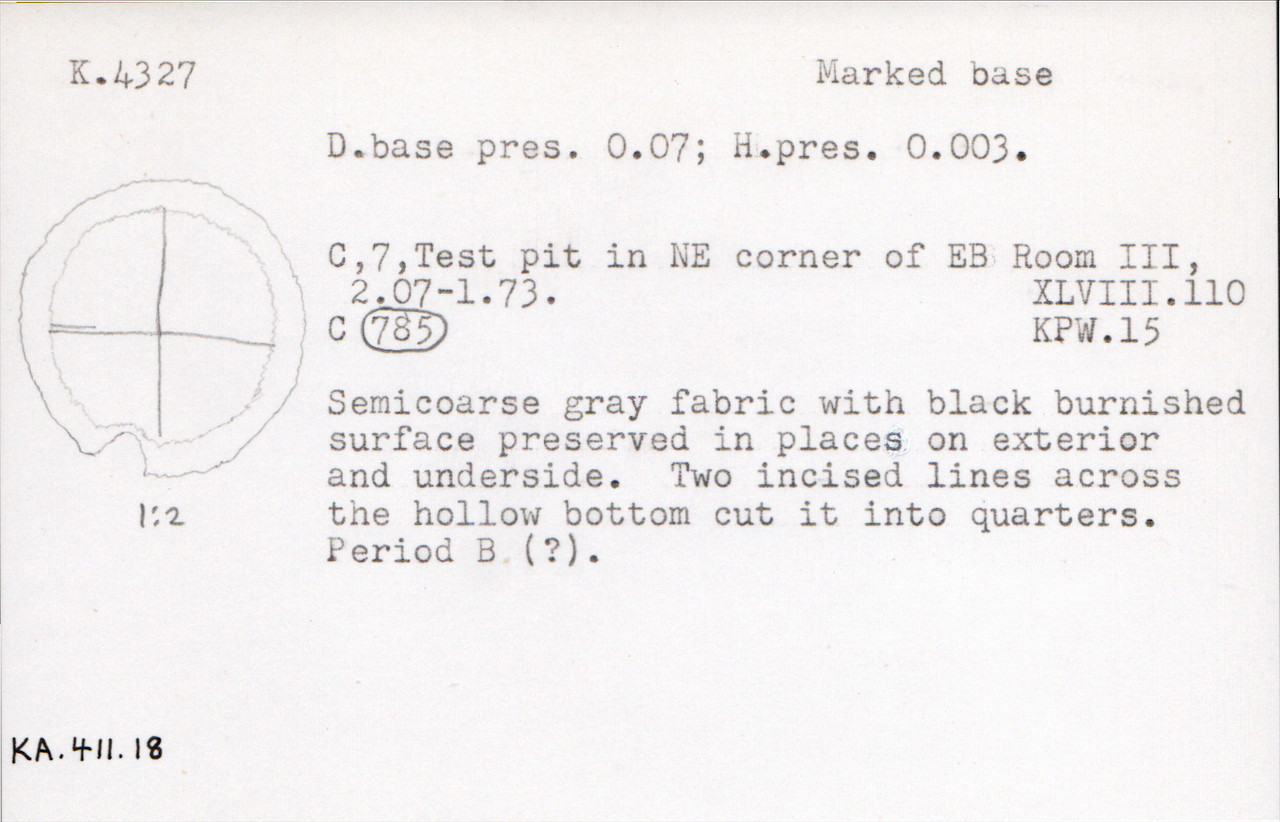 K.4327 Marked base
D.base pres. 0.07; H.pres. 0.003.
C,7,Test pit in NE corner of EB Room III,
2.07-1.73. XLVIII.110
C 785 KPW.15
Semicoarse gray fabric with black burnished
surface preserved in places on exterior
and underside. Two incised lines across
the hollow bottom cut it into quarters.
Period B (?).
1:2
KA.411.18